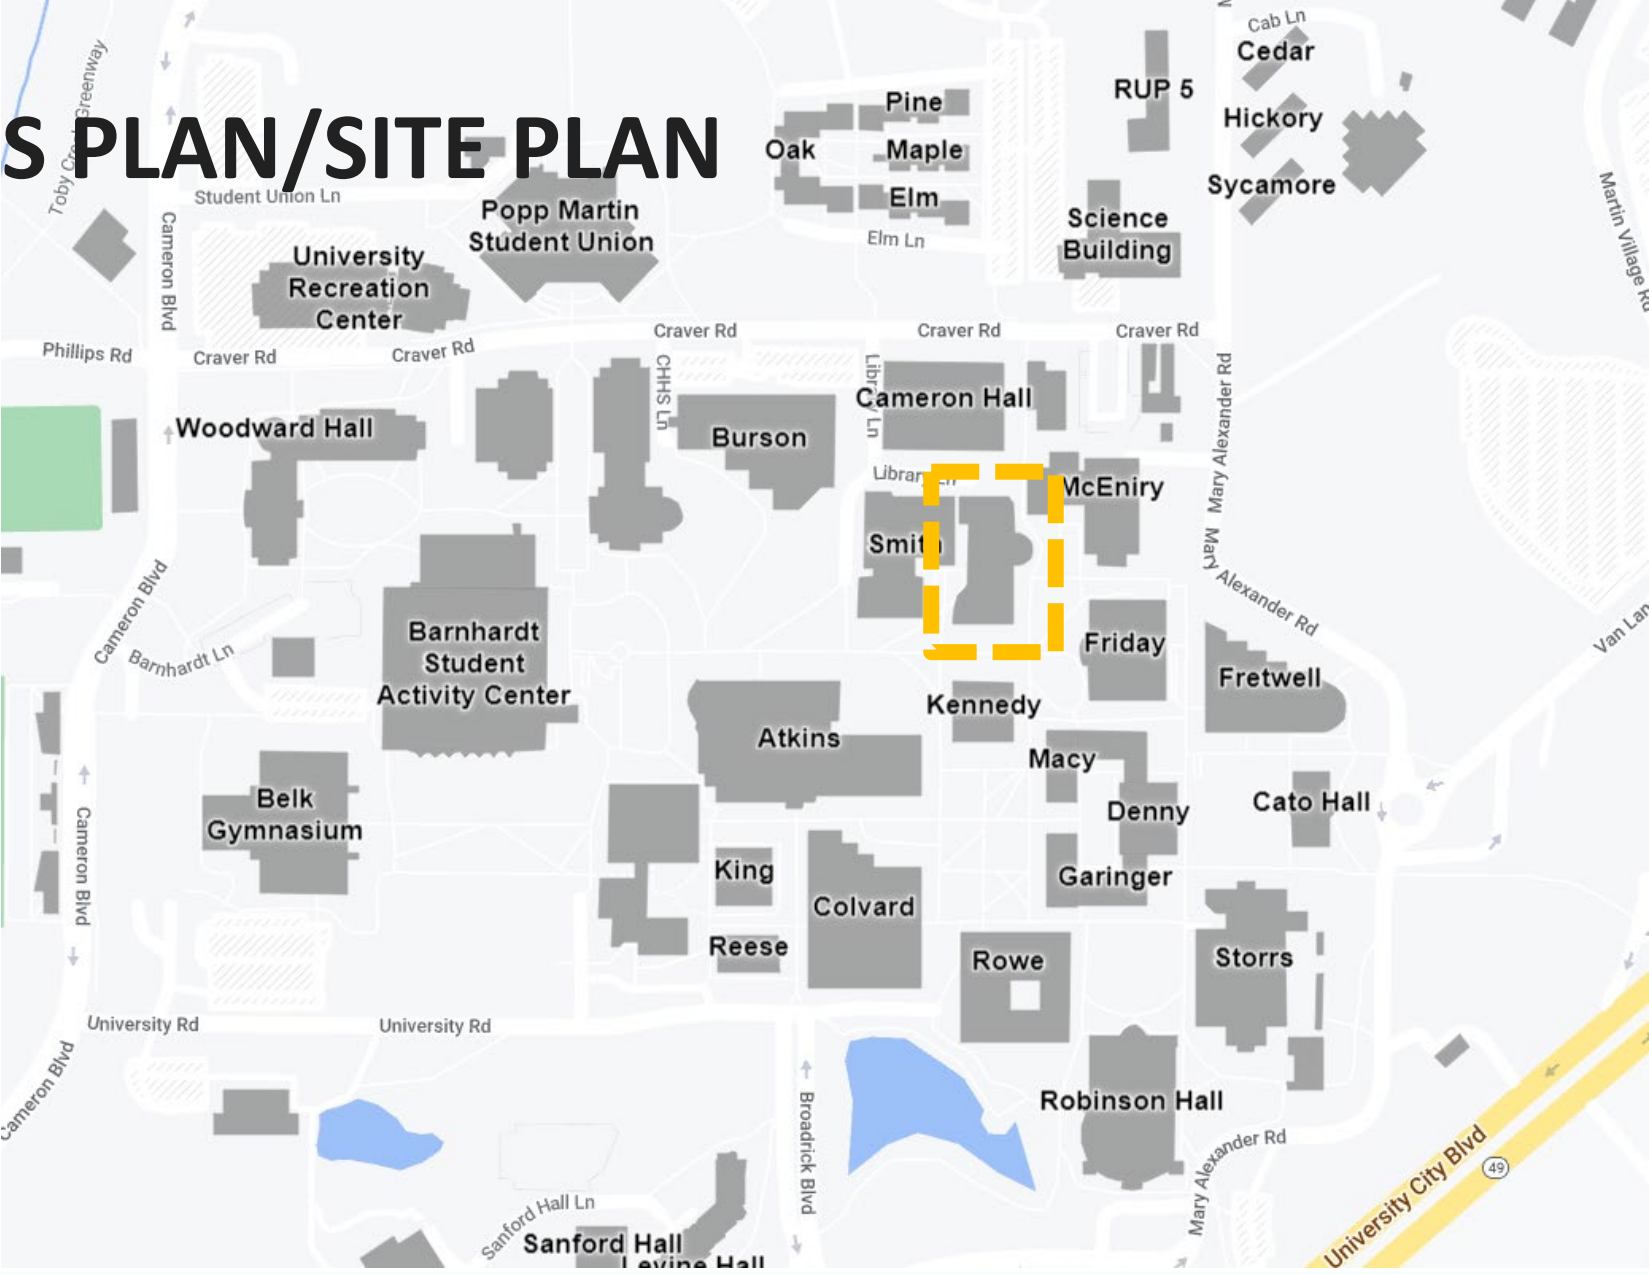 S PLAN/SITE PLAN
Cab Ln
Cedar
RUP 5
Hickory
Sycamore
Pine
Oak
Maple
Elm
Elm Ln
Science
Building
Toby Creek Greenway
Student Union Ln
Popp Martin
Student Union
University
Recreation
Center
Cameron Blvd
Martin Village Rd
Phillips Rd
Craver Rd
Craver Rd
Craver Rd
Craver Rd
Craver Rd
CHHS Ln
Library Ln
Cameron Hall
Mary Alexander Rd
Woodward Hall
Burson
Library Ln
McEniry
Smith
Mary Alexander Rd
Cameron Blvd
Barnhardt Ln
Barnhardt
Student
Activity Center
Friday
Fretwell
Van Lan
Kennedy
Atkins
Macy
Denny
Cato Hall
Belk
Gymnasium
Cameron Blvd
King
Garinger
Colvard
Reese
Rowe
Storrs
University Rd
University Rd
Cameron Blvd
Broadrick Blvd
Robinson Hall
Mary Alexander Rd
University City Blvd
49
Sanford Hall Ln
Sanford Hall
Levine Hall